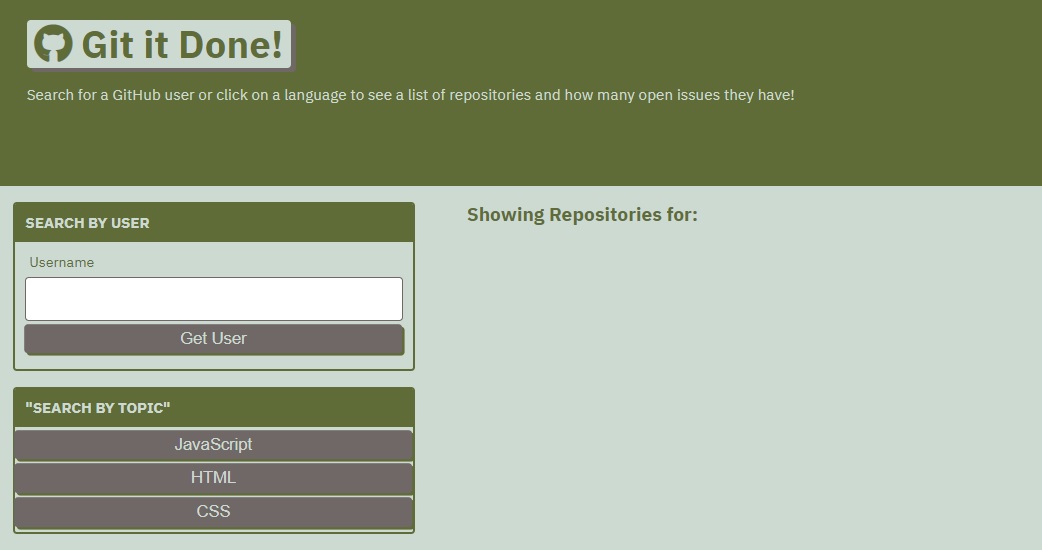 Git it Done!
Search for a GitHub user or click on a language to see a list of repositories and how many open issues they have!
SEARCH BY USER
Username
Get User
"SEARCH BY TOPIC"
JavaScript
HTML
CSS
Showing Repositories for: